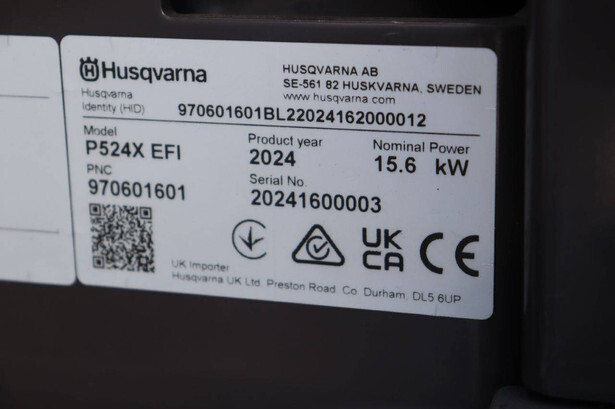 Husqvarna
HUSQVARNA AB
SE-561 82 HUSKVARNA, SWEDEN
www.husqvarna.com
Husqvarna
Identity (HID)
970601601BL22024162000012
Model
P524X EFI
Product year
2024
Nominal Power
15.6 kW
PNC
970601601
Serial No.
20241600003
UK
CA
CE
UK Importer
Husqvarna UK Ltd. Preston Road Co. Durham, DL5 6UP